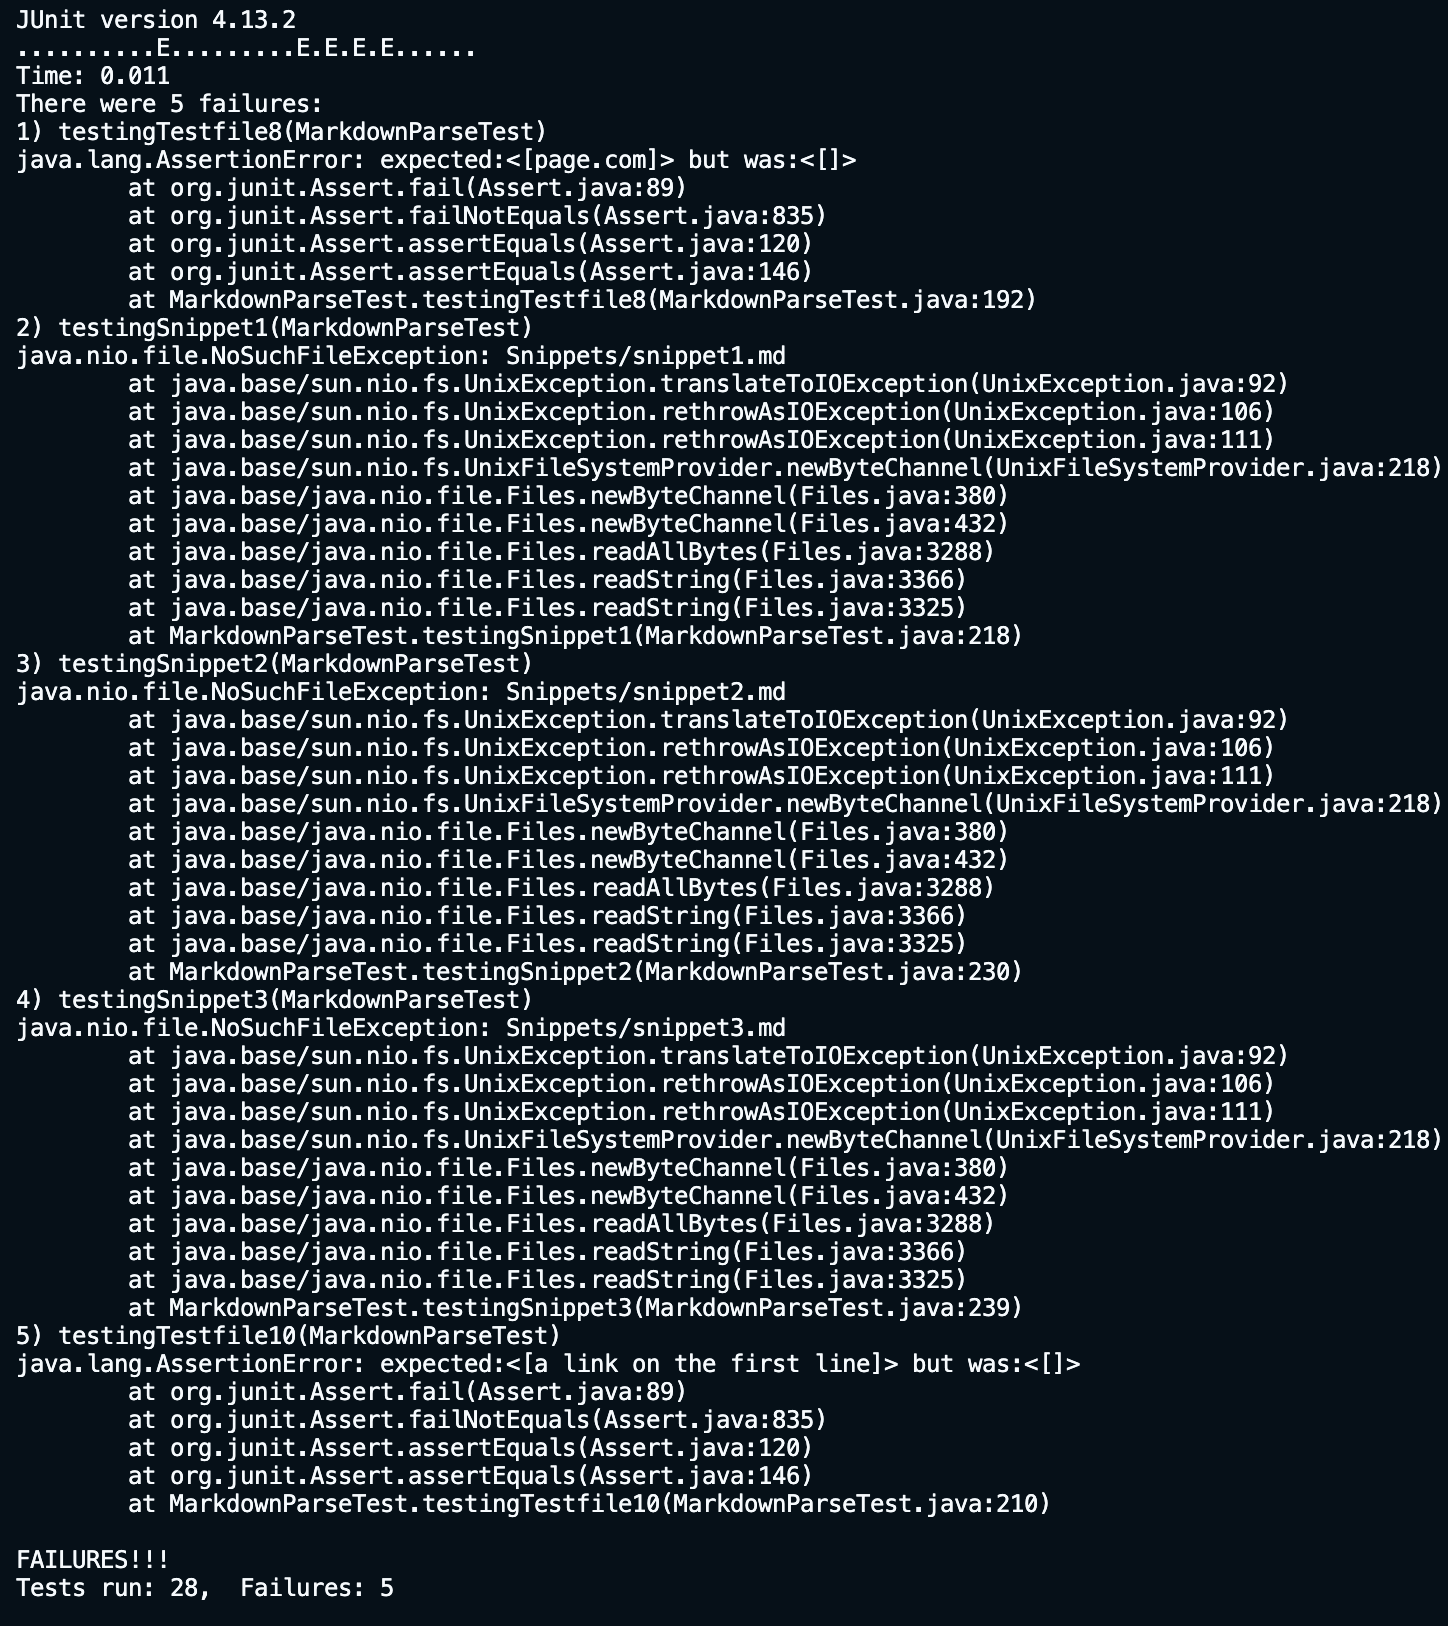 JUnit version 4.13.2
..........E.........E.E.E.E......
Time: 0.011
There were 5 failures:
1) testingTestfile8(MarkdownParseTest)
java.lang.AssertionError: expected:<[page.com]> but was:<[]>
        at org.junit.Assert.fail(Assert.java:89)
        at org.junit.Assert.failNotEquals(Assert.java:835)
        at org.junit.Assert.assertEquals(Assert.java:120)
        at org.junit.Assert.assertEquals(Assert.java:146)
        at MarkdownParseTest.testingTestfile8(MarkdownParseTest.java:192)
2) testingSnippet1(MarkdownParseTest)
java.nio.file.NoSuchFileException: Snippets/snippet1.md
        at java.base/sun.nio.fs.UnixException.translateToIOException(UnixException.java:92)
        at java.base/sun.nio.fs.UnixException.rethrowAsIOException(UnixException.java:106)
        at java.base/sun.nio.fs.UnixException.rethrowAsIOException(UnixException.java:111)
        at java.base/sun.nio.fs.UnixFileSystemProvider.newByteChannel(UnixFileSystemProvider.java:218)
        at java.base/java.nio.file.Files.newByteChannel(Files.java:380)
        at java.base/java.nio.file.Files.newByteChannel(Files.java:432)
        at java.base/java.nio.file.Files.readAllBytes(Files.java:3288)
        at java.base/java.nio.file.Files.readString(Files.java:3366)
        at java.base/java.nio.file.Files.readString(Files.java:3325)
        at MarkdownParseTest.testingSnippet1(MarkdownParseTest.java:218)
3) testingSnippet2(MarkdownParseTest)
java.nio.file.NoSuchFileException: Snippets/snippet2.md
        at java.base/sun.nio.fs.UnixException.translateToIOException(UnixException.java:92)
        at java.base/sun.nio.fs.UnixException.rethrowAsIOException(UnixException.java:106)
        at java.base/sun.nio.fs.UnixException.rethrowAsIOException(UnixException.java:111)
        at java.base/sun.nio.fs.UnixFileSystemProvider.newByteChannel(UnixFileSystemProvider.java:218)
        at java.base/java.nio.file.Files.newByteChannel(Files.java:380)
        at java.base/java.nio.file.Files.newByteChannel(Files.java:432)
        at java.base/java.nio.file.Files.readAllBytes(Files.java:3288)
        at java.base/java.nio.file.Files.readString(Files.java:3366)
        at java.base/java.nio.file.Files.readString(Files.java:3325)
        at MarkdownParseTest.testingSnippet2(MarkdownParseTest.java:230)
4) testingSnippet3(MarkdownParseTest)
java.nio.file.NoSuchFileException: Snippets/snippet3.md
        at java.base/sun.nio.fs.UnixException.translateToIOException(UnixException.java:92)
        at java.base/sun.nio.fs.UnixException.rethrowAsIOException(UnixException.java:106)
        at java.base/sun.nio.fs.UnixException.rethrowAsIOException(UnixException.java:111)
        at java.base/sun.nio.fs.UnixFileSystemProvider.newByteChannel(UnixFileSystemProvider.java:218)
        at java.base/java.nio.file.Files.newByteChannel(Files.java:380)
        at java.base/java.nio.file.Files.newByteChannel(Files.java:432)
        at java.base/java.nio.file.Files.readAllBytes(Files.java:3288)
        at java.base/java.nio.file.Files.readString(Files.java:3366)
        at java.base/java.nio.file.Files.readString(Files.java:3325)
        at MarkdownParseTest.testingSnippet3(MarkdownParseTest.java:239)
5) testingTestfile10(MarkdownParseTest)
java.lang.AssertionError: expected:<[a link on the first line]> but was:<[]>
        at org.junit.Assert.fail(Assert.java:89)
        at org.junit.Assert.failNotEquals(Assert.java:835)
        at org.junit.Assert.assertEquals(Assert.java:120)
        at org.junit.Assert.assertEquals(Assert.java:146)
        at MarkdownParseTest.testingTestfile10(MarkdownParseTest.java:210)

FAILURES!!!
Tests run: 28,  Failures: 5